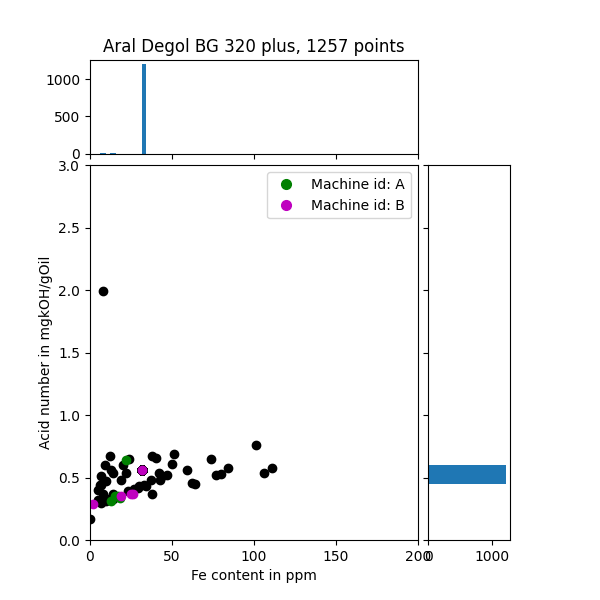 Aral Degol BG 320 plus, 1257 points
1000
500
0
3.0
2.5
2.0
1.5
1.0
0.5
0.0
Acid number in mgkOH/gOil
Machine id: A
Machine id: B
0 50 100 150 200
0 1000
Fe content in ppm